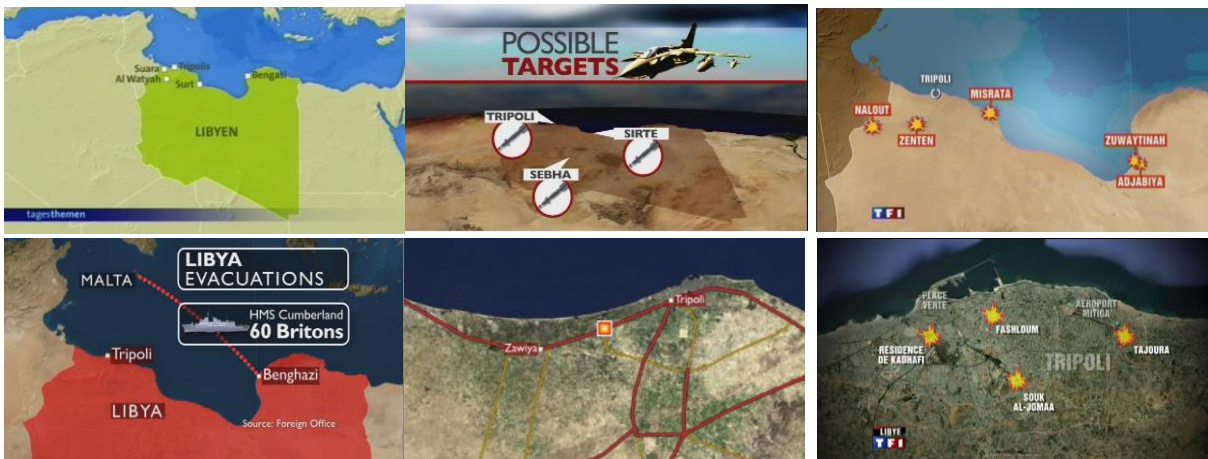 Suara
Tripolis
Al Watyah
Surt
Bengasi
LIBYEN
tagesthemen
POSSIBLE
TARGETS
TRIPOLI
SIRTE
SEBHA
TRIPOLI
MISRATA
NALOUT
ZENTEN
ZUWAYTINAH
ADJABIYA
TF1
LIBYA
EVACUATIONS
MALTA
HMS Cumberland
60 Britons
Tripoli
Benghazi
LIBYA
Source: Foreign Office
Tripoli
Zawiya
PLACE
VERTE
AÉROPORT
MITIGA
FASHLOUM
RÉSIDENCE
DE KADHAFI
TAJOURA
TRIPOLI
SOUK
AL-JOMAA
LIBYE
TF1